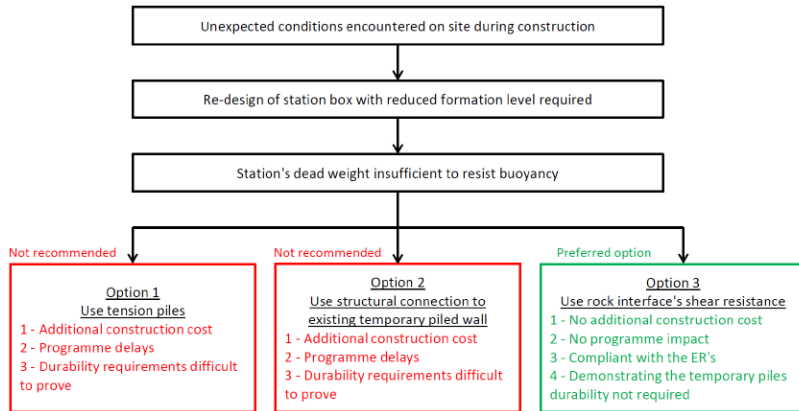 Unexpected conditions encountered on site during construction
Re-design of station box with reduced formation level required
Station's dead weight insufficient to resist buoyancy
Not recommended
Option 1
Use tension piles
1 - Additional construction cost
2 - Programme delays
3 - Durability requirements difficult
to prove
Not recommended
Option 2
Use structural connection to
existing temporary piled wall
1 - Additional construction cost
2 - Programme delays
3 - Durability requirements difficult to
prove
Preferred option
Option 3
Use rock interface's shear resistance
1 - No additional construction cost
2 - No programme impact
3 - Compliant with the ER's
4 - Demonstrating the temporary piles
durability not required